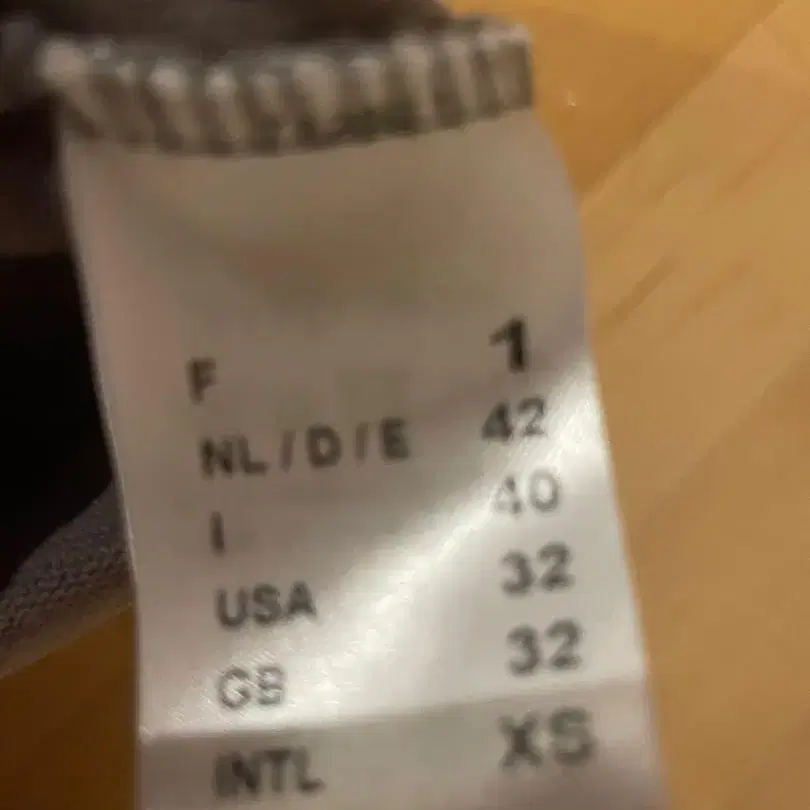 F 1
NL / D / E 42
I 40
USA 32
GB 32
INTL XS